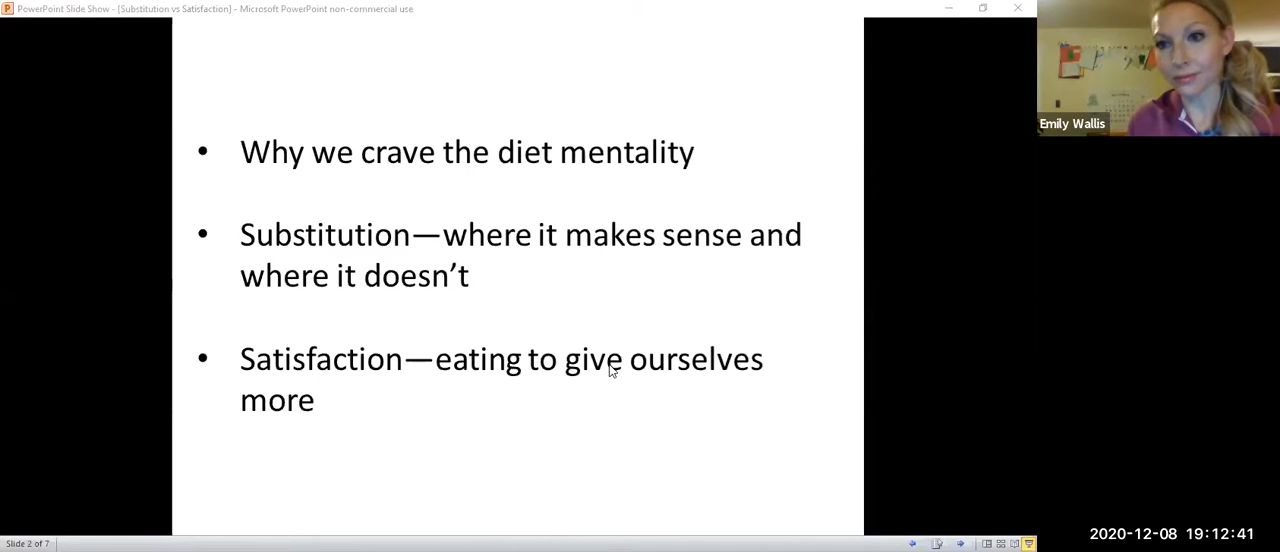 PowerPoint Slide Show - [Substitution vs Satisfaction] - Microsoft PowerPoint non-commercial use
Emily Wallis
• Why we crave the diet mentality
• Substitution—where it makes sense and
where it doesn't
• Satisfaction—eating to give ourselves
more
2020-12-08 19:12:41
Slide 2 of 7